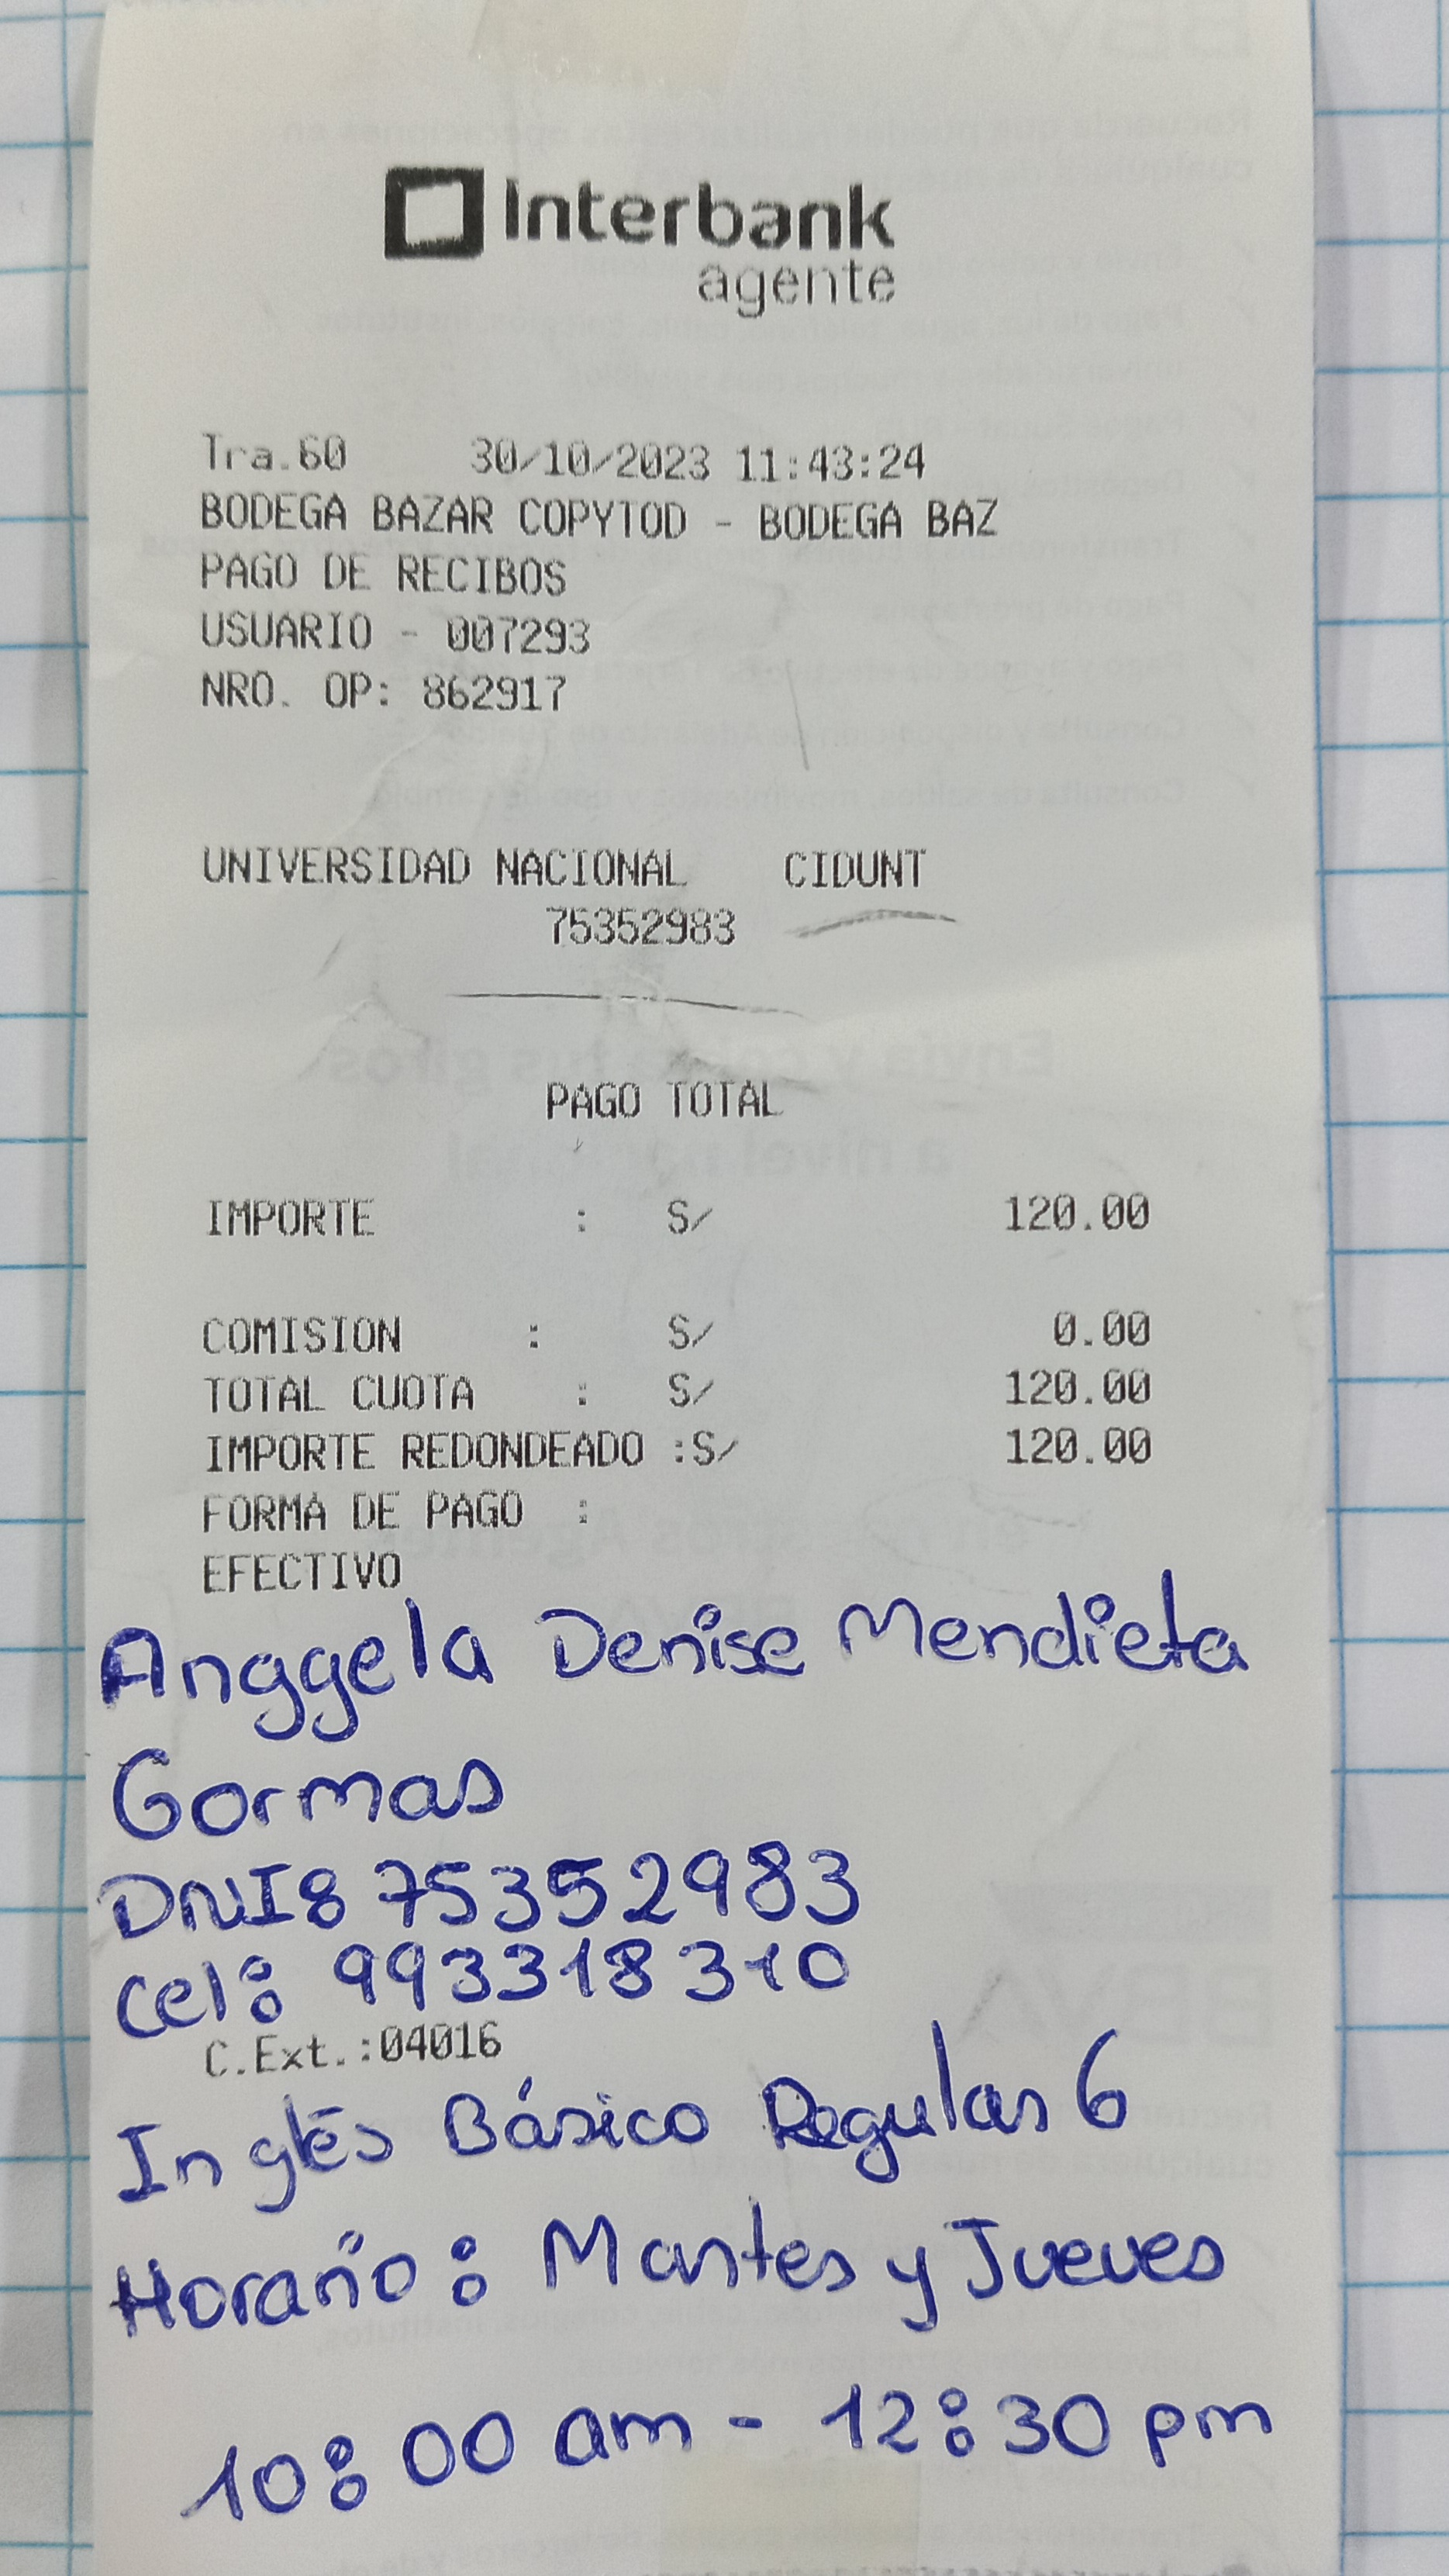 Interbank
agente
Tra.60 30/10/2023 11:43:24
BODEGA BAZAR COPYTOD - BODEGA BAZ
PAGO DE RECIBOS
USUARIO - 007293
NRO. OP: 862917
UNIVERSIDAD NACIONAL CIDUNT
75352983
PAGO TOTAL
IMPORTE : S/ 120.00
COMISION : S/ 0.00
TOTAL CUOTA : S/ 120.00
IMPORTE REDONDEADO :S/ 120.00
FORMA DE PAGO :
EFECTIVO
Anggela Denise Mendieta
Gormas
DNI: 75352983
Cel: 993318310
C.Ext.:04016
Inglés Básico Regular 6
Horario: Martes y Jueves
10:00 am - 12:30 pm